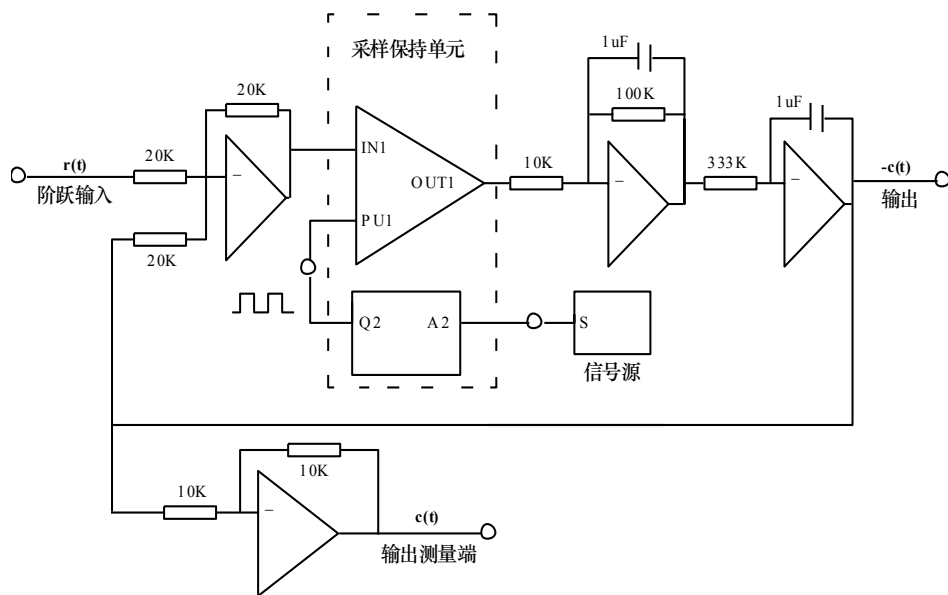 采样保持单元
1uF
20K
100K
1uF
r(t)
20K
IN1
10K
333K
-c(t)
阶跃输入
OUT1
输出
20K
PU1
Q2
A2
S
信号源
10K
10K
c(t)
输出测量端